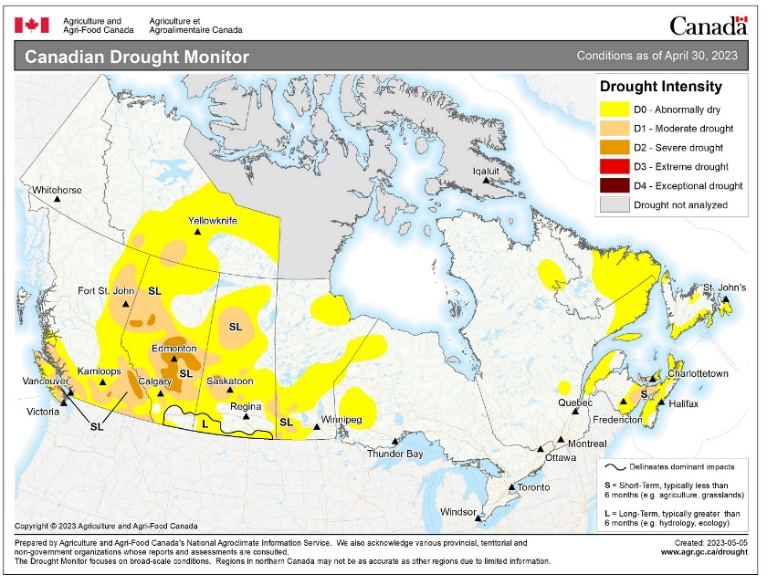 Agriculture and
Agri-Food Canada
Agriculture et
Agroalimentaire Canada
Canada
Canadian Drought Monitor
Conditions as of April 30, 2023
Drought Intensity
D0 - Abnormally dry
D1 - Moderate drought
D2 - Severe drought
D3 - Extreme drought
D4 - Exceptional drought
Drought not analyzed
Iqaluit
Whitehorse
Yellowknife
Fort St. John
SL
St. John's
SL
Edmonton
SL
Kamloops
Calgary
Saskatoon
Charlottetown
Vancouver
S
Victoria
Regina
Quebec
Halifax
Fredericton
SL
L
SL
Winnipeg
Montreal
Thunder Bay
Ottawa
Toronto
Windsor
Delineates dominant impacts
S = Short-Term, typically less than
6 months (e.g. agriculture, grasslands)
L = Long-Term, typically greater than
6 months (e.g. hydrology, ecology)
Copyright © 2023 Agriculture and Agri-Food Canada
Prepared by Agriculture and Agri-Food Canada's National Agroclimate Information Service. We also acknowledge various provincial, territorial and
non-government organizations whose reports and assessments are consulted.
The Drought Monitor focuses on broad-scale conditions. Regions in northern Canada may not be as accurate as other regions due to limited information.
Created: 2023-05-05
www.agr.gc.ca/drought